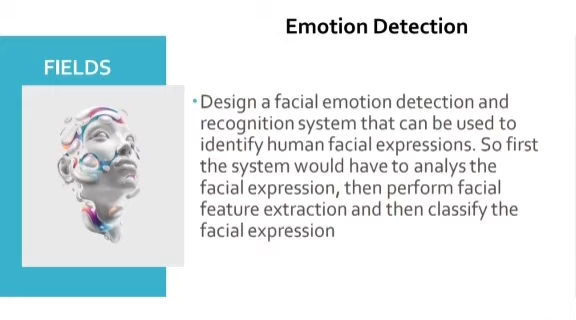 Emotion Detection
FIELDS
• Design a facial emotion detection and
recognition system that can be used to
identify human facial expressions. So first
the system would have to analys the
facial expression, then perform facial
feature extraction and then classify the
facial expression